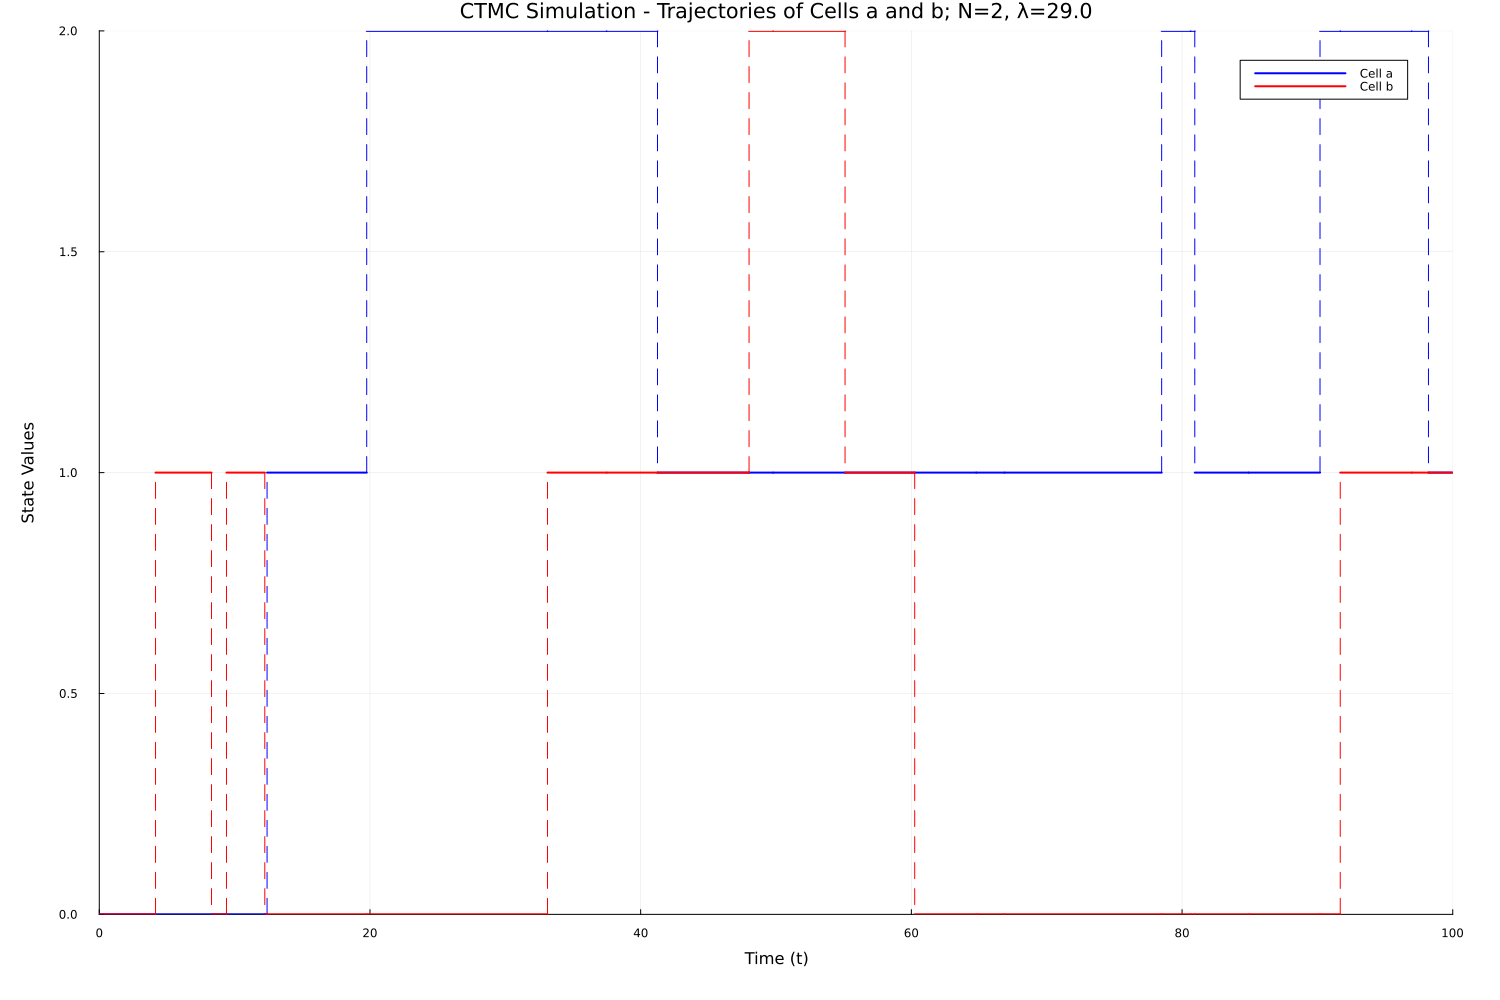 CTMC Simulation - Trajectories of Cells a and b; N=2, λ=29.0
2.0
Cell a
Cell b
1.5
1.0
State Values
0.5
0.0
0 20 40 60 80 100
Time (t)